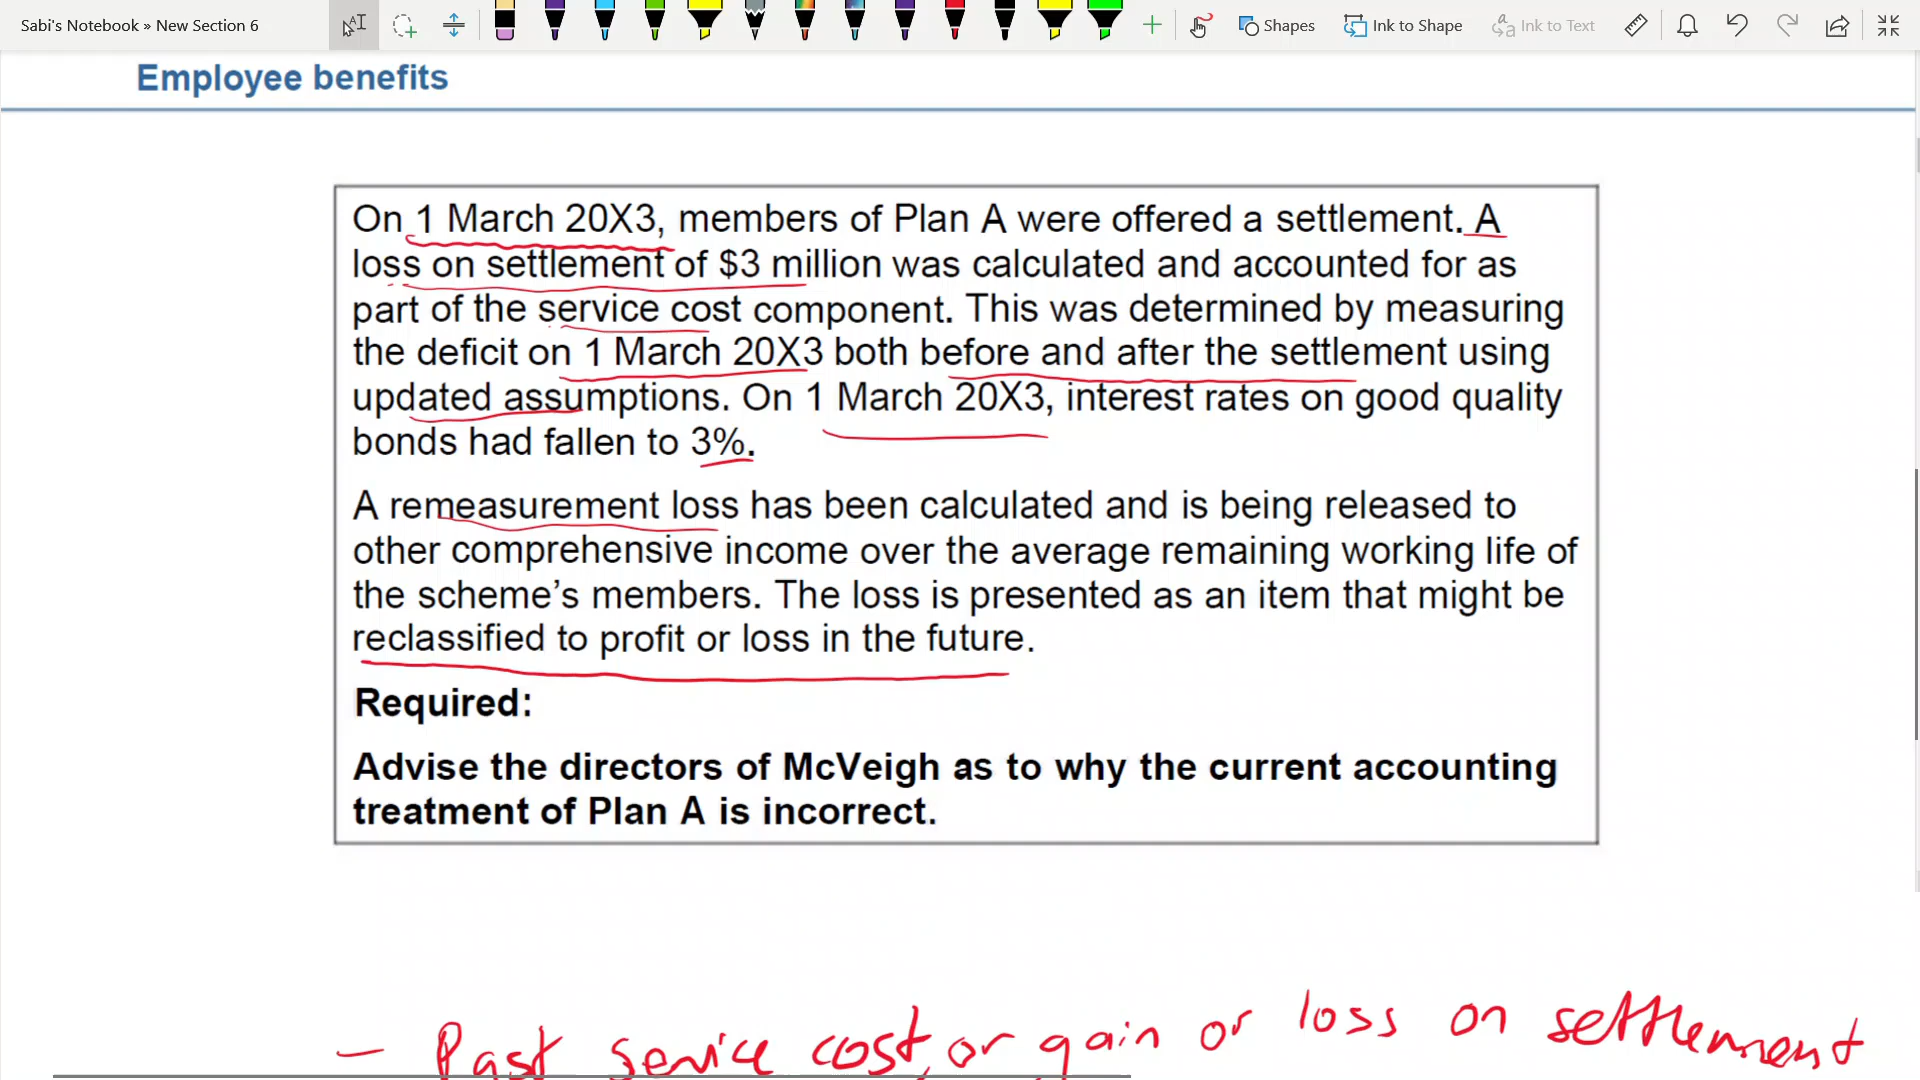 Sabi's Notebook » New Section 6
Shapes
Ink to Shape
Ink to Text
Employee benefits
On 1 March 20X3, members of Plan A were offered a settlement. A
loss on settlement of $3 million was calculated and accounted for as
part of the service cost component. This was determined by measuring
the deficit on 1 March 20X3 both before and after the settlement using
updated assumptions. On 1 March 20X3, interest rates on good quality
bonds had fallen to 3%.
A remeasurement loss has been calculated and is being released to
other comprehensive income over the average remaining working life of
the scheme’s members. The loss is presented as an item that might be
reclassified to profit or loss in the future.
Required:
Advise the directors of McVeigh as to why the current accounting
treatment of Plan A is incorrect.
- Past service cost, or gain or loss on settlement